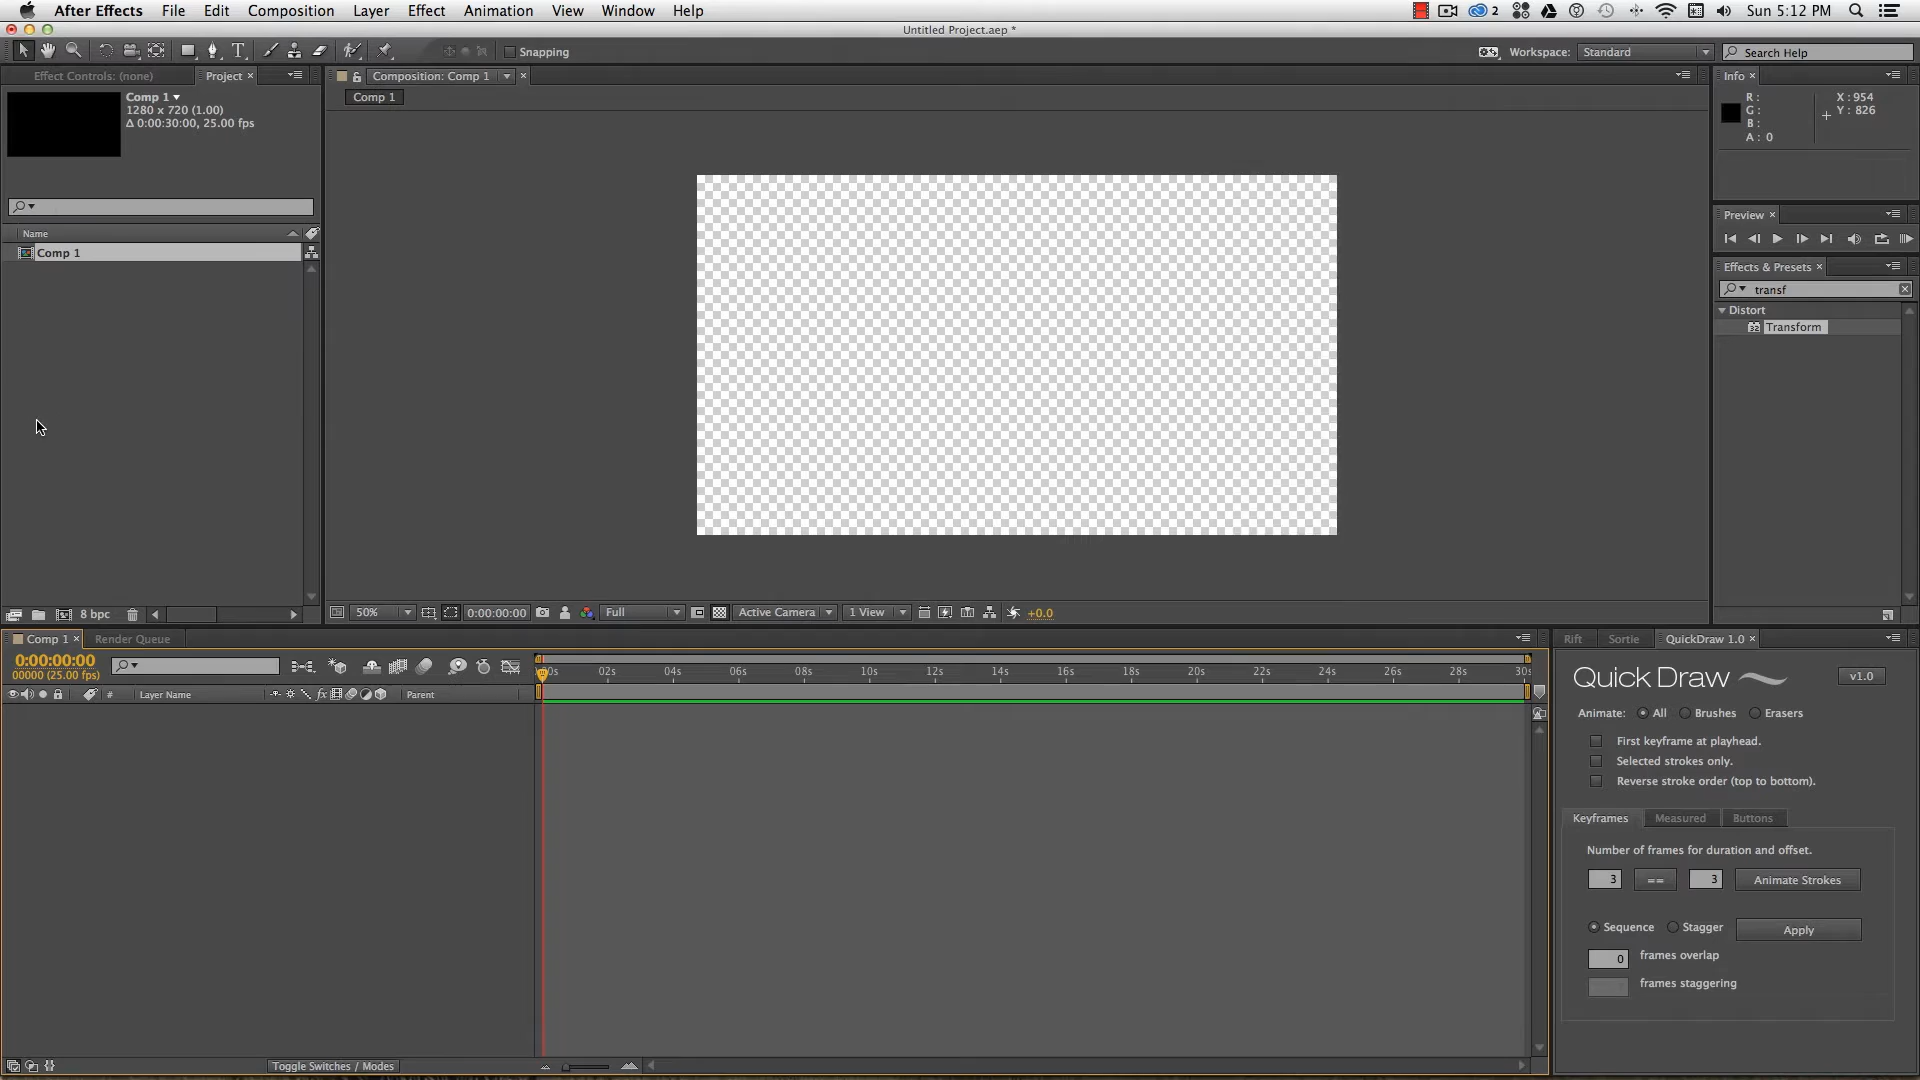 After Effects File Edit Composition Layer Effect Animation View Window Help 2 Sun 5:12 PM
Untitled Project.aep *
Snapping Workspace: Standard Search Help
Effect Controls: (none) Project Composition: Comp 1 Info
Comp 1
1280 x 720 (1.00)
Δ 0:00:30:00, 25.00 fps
Comp 1
R :
G :
B :
A : 0
X : 954
Y : 826
Preview
Effects & Presets
transf
Distort
32 Transform
Name
Comp 1
8 bpc
50% 0:00:00:00 Full Active Camera 1 View +0.0
Comp 1 Render Queue
0:00:00:00
00000 (25.00 fps)
# Layer Name fx Parent
00s 02s 04s 06s 08s 10s 12s 14s 16s 18s 20s 22s 24s 26s 28s 30s
Toggle Switches / Modes
Rift Sortie QuickDraw 1.0
Quick Draw v1.0
Animate: All Brushes Erasers
First keyframe at playhead.
Selected strokes only.
Reverse stroke order (top to bottom).
Keyframes Measured Buttons
Number of frames for duration and offset.
3 == 3 Animate Strokes
Sequence Stagger Apply
0 frames overlap
frames staggering